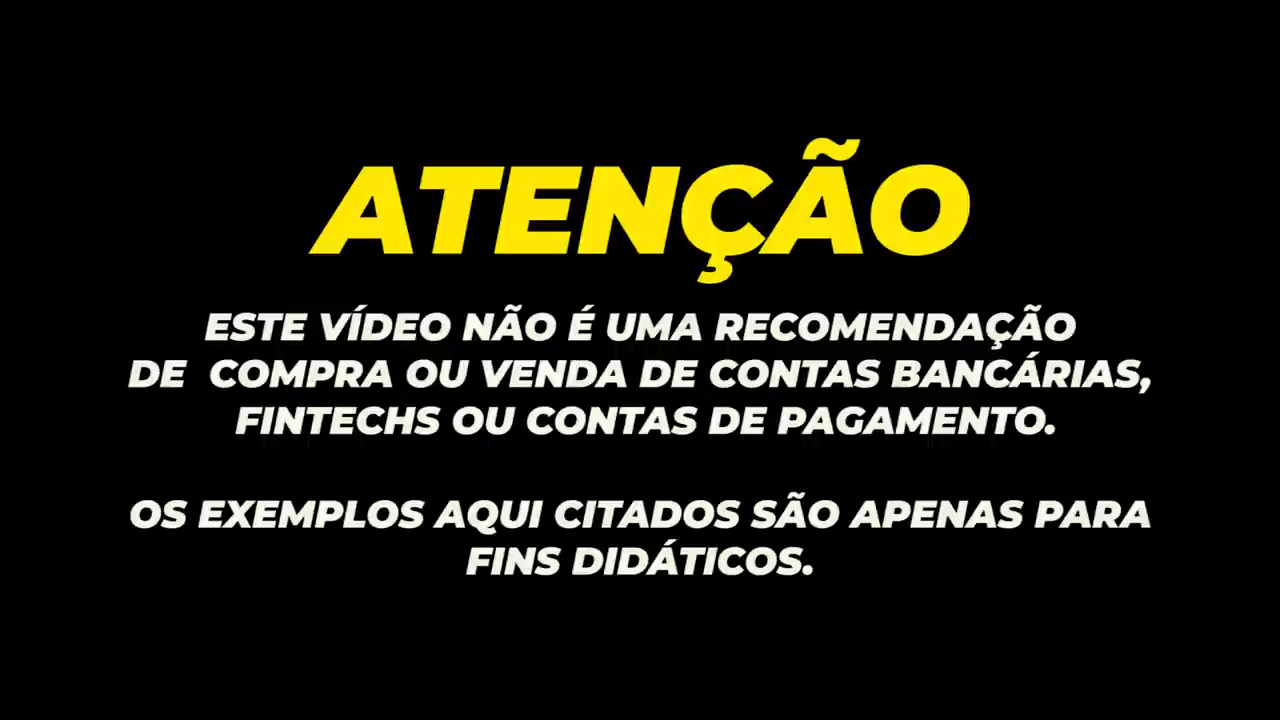 ATENÇÃO
ESTE VÍDEO NÃO É UMA RECOMENDAÇÃO
DE COMPRA OU VENDA DE CONTAS BANCÁRIAS,
FINTECHS OU CONTAS DE PAGAMENTO.
OS EXEMPLOS AQUI CITADOS SÃO APENAS PARA
FINS DIDÁTICOS.